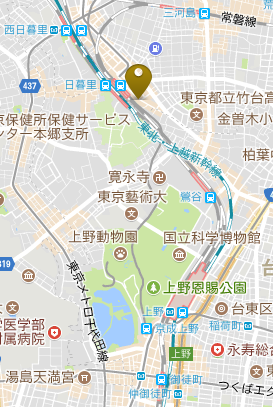 三河島
常磐線
西日暮里
日暮里
437
東京都立竹台高
京保健所保健サービス
ンター本郷支所
金曽木小
東北・上越新幹線
柏葉中
寛永寺
東京藝術大
鶯谷
上野動物園
国立科学博物館
上野恩賜公園
東京メトロ千代田線
上野
京成上野
稲荷町
台東区
医学部
附属病院
上野
永寿総合
湯島天満宮
御徒町
仲御徒町
つくばエク